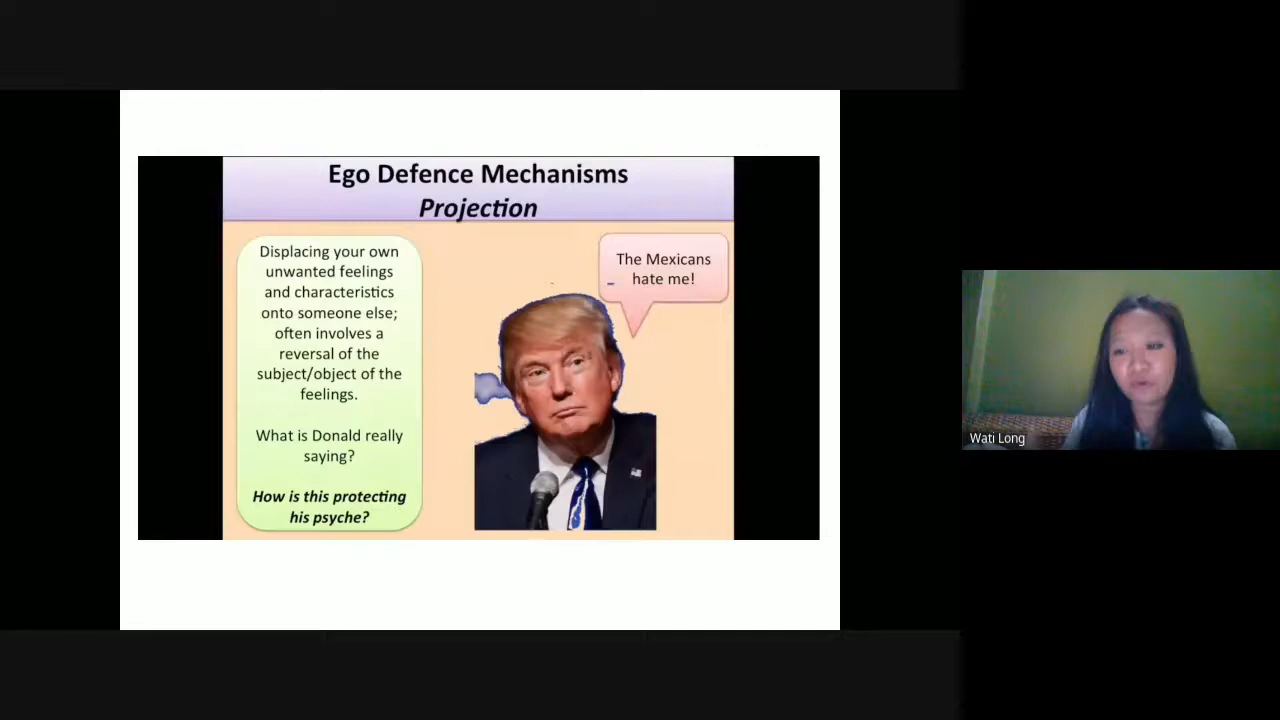 Ego Defence Mechanisms
Projection
Displacing your own
unwanted feelings
and characteristics
onto someone else;
often involves a
reversal of the
subject/object of the
feelings.
What is Donald really
saying?
How is this protecting
his psyche?
The Mexicans
hate me!
Wati Long